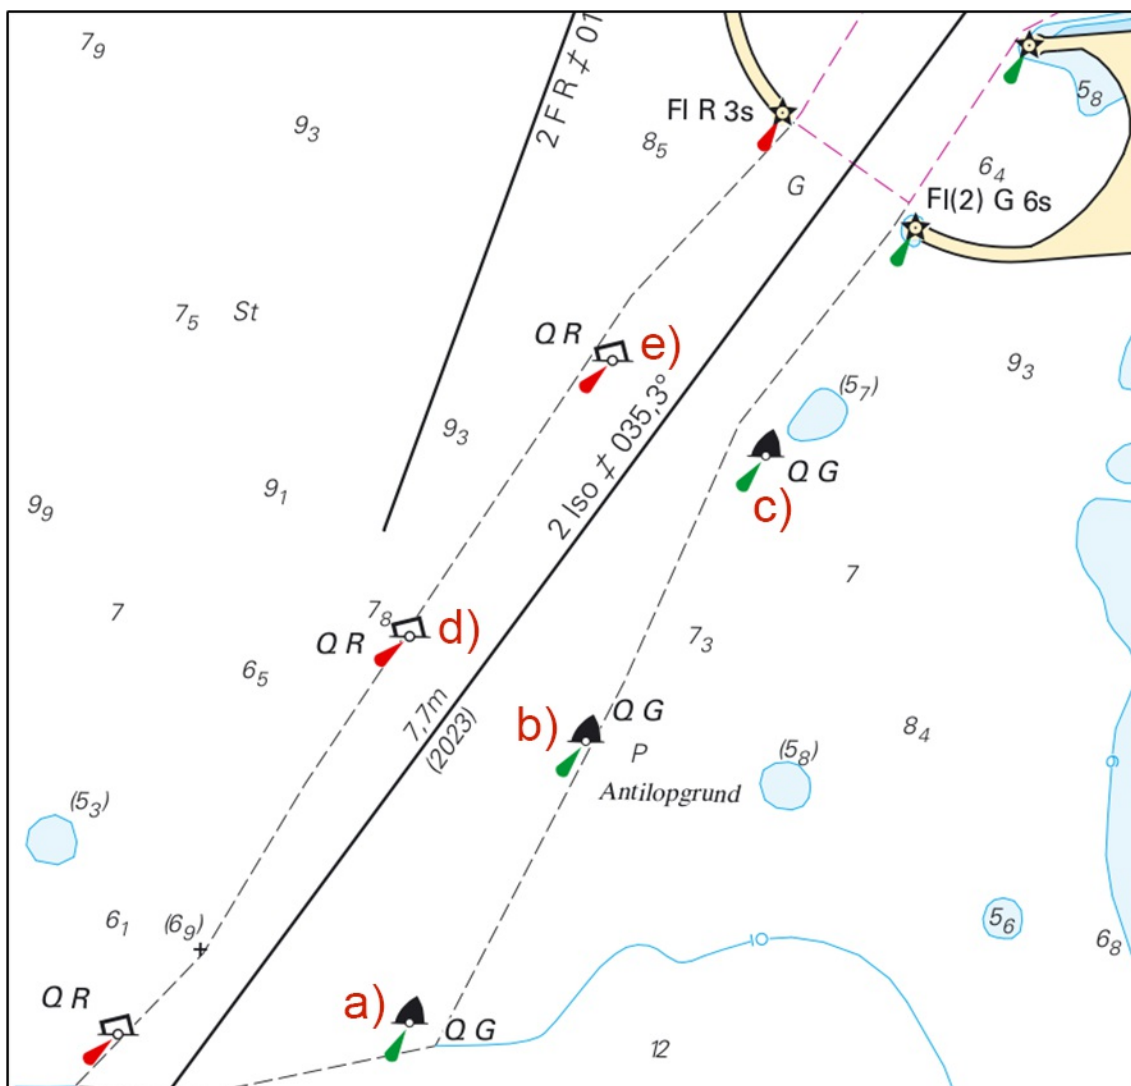 7₉
2 F R ≠ 01
Fl R 3s
5₈
9₃
8₅
6₄
G
Fl(2) G 6s
7₅
St
Q R
e)
9₃
(5₇)
9₃
2 Iso ≠ 035,3°
Q G
9₁
9₉
c)
7
7₈
7
d)
Q R
7₃
6₅
7,7m
(2023)
b)
Q G
8₄
P
(5₈)
6
Antilopgrund
(5₃)
6₁
(6₉)
5₆
6₈
10
Q R
a)
Q G
12